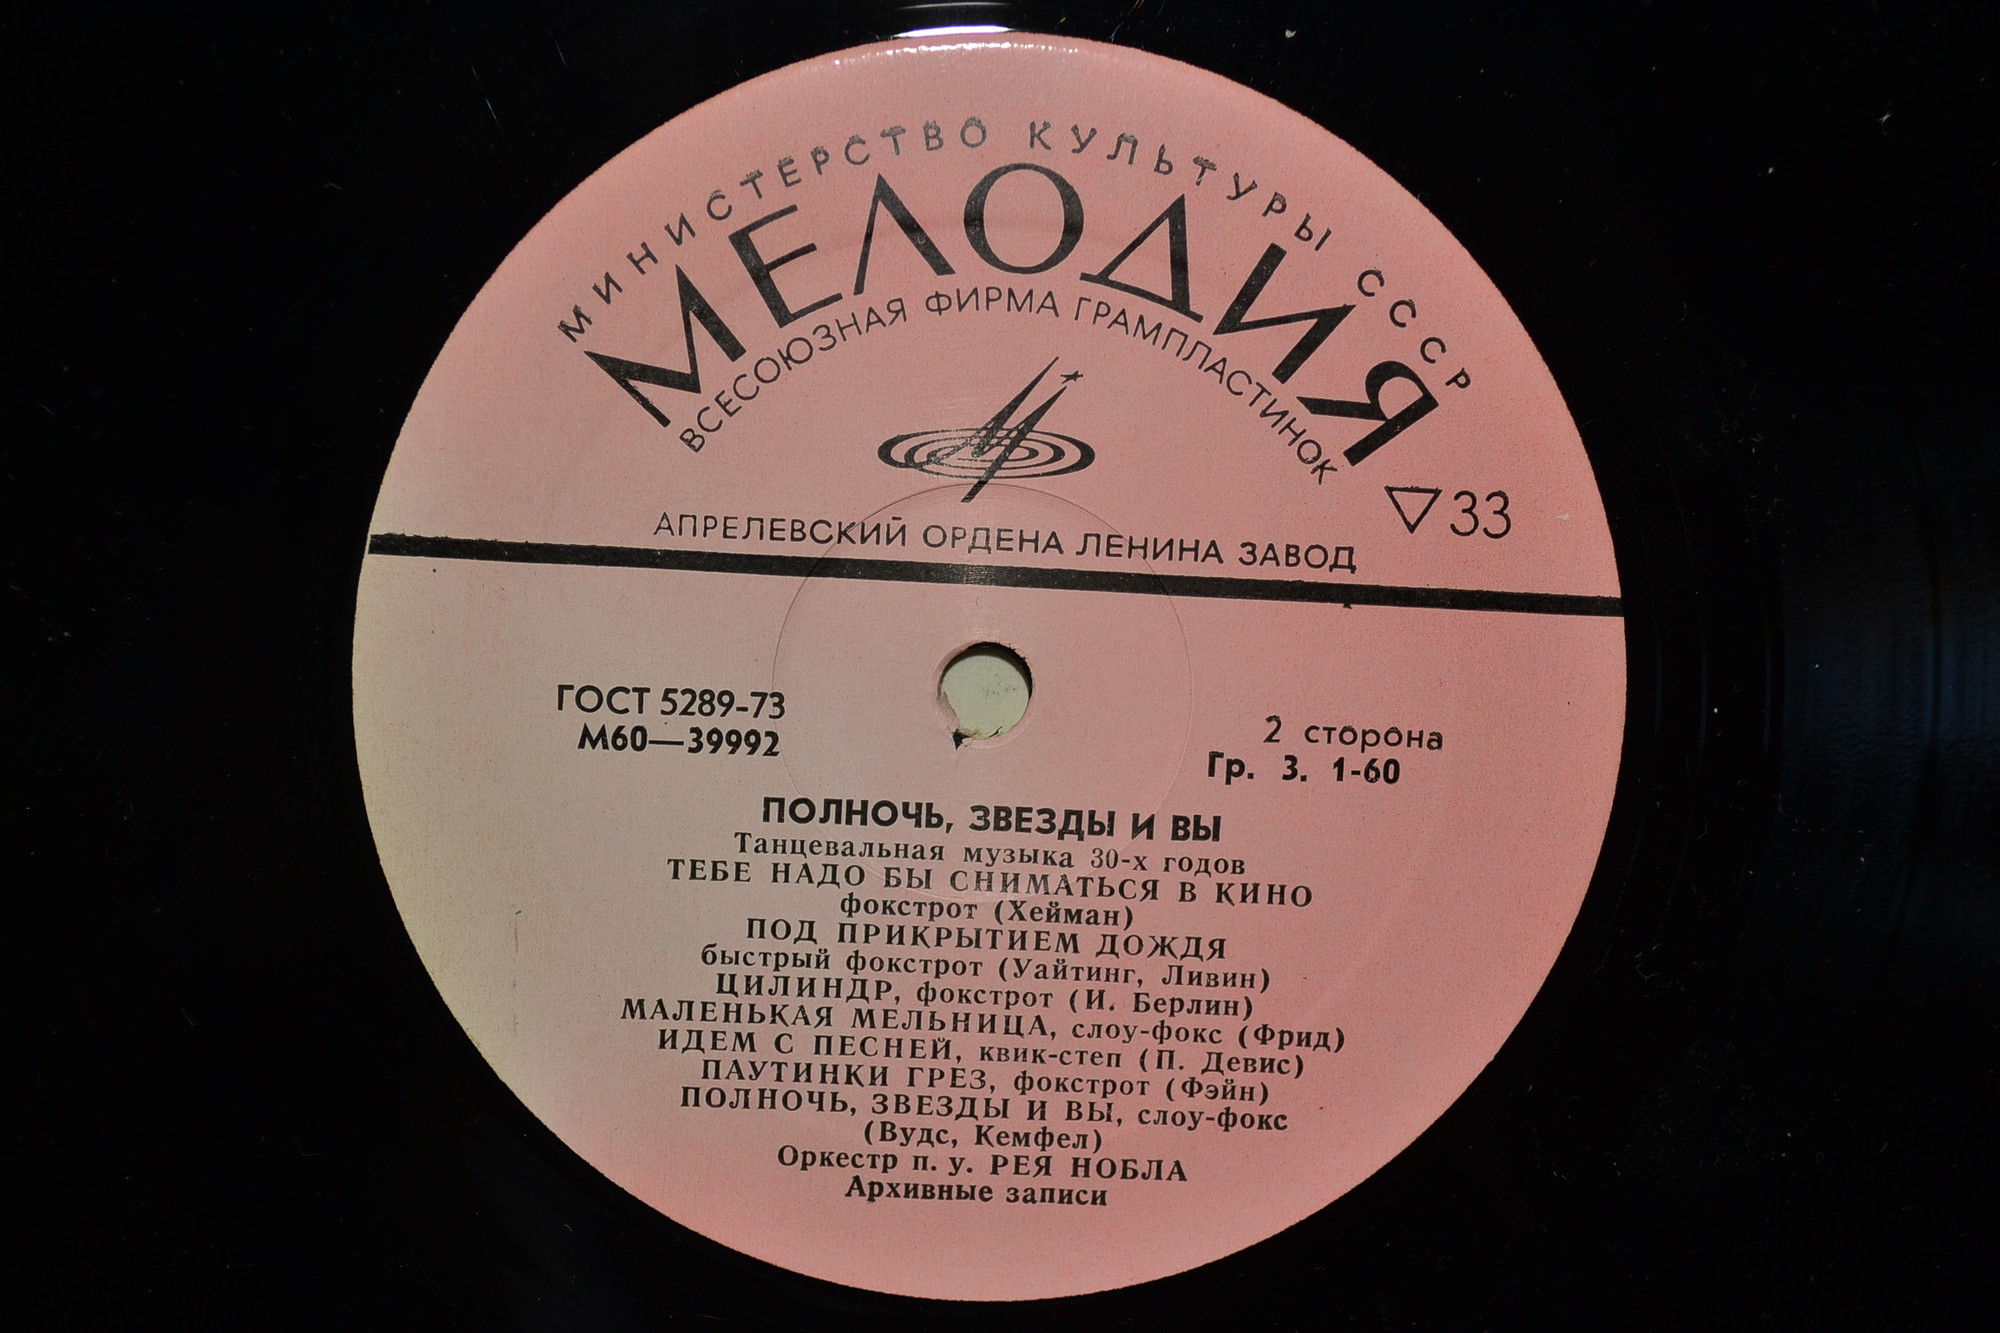 МИНИСТЕРСТВО КУЛЬТУРЫ СССР
МЕЛОДИЯ
ВСЕСОЮЗНАЯ ФИРМА ГРАМПЛАСТИНОК
33
АПРЕЛЕВСКИЙ ОРДЕНА ЛЕНИНА ЗАВОД
ГОСТ 5289-73
М60—39992
2 сторона
Гр. 3. 1-60
ПОЛНОЧЬ, ЗВЕЗДЫ И ВЫ
Танцевальная музыка 30-х годов
ТЕБЕ НАДО БЫ СНИМАТЬСЯ В КИНО
фокстрот (Хейман)
ПОД ПРИКРЫТИЕМ ДОЖДЯ
быстрый фокстрот (Уайтинг, Ливин)
ЦИЛИНДР, фокстрот (И. Берлин)
МАЛЕНЬКАЯ МЕЛЬНИЦА, слоу-фокс (Фрид)
ИДЕМ С ПЕСНЕЙ, квик-степ (П. Девис)
ПАУТИНКИ ГРЕЗ, фокстрот (Фэйн)
ПОЛНОЧЬ, ЗВЕЗДЫ И ВЫ, слоу-фокс
(Вудс, Кемфел)
Оркестр п. у. РЕЯ НОБЛА
Архивные записи